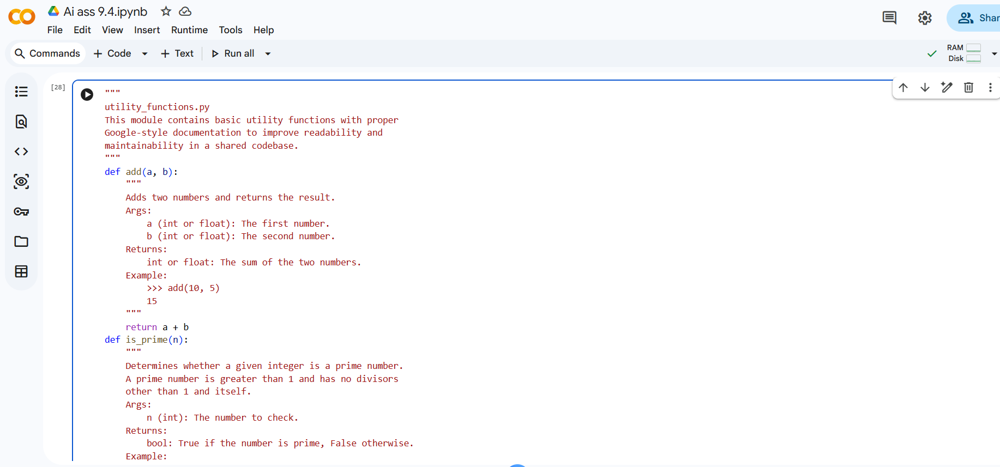 Ai ass 9.4.ipynb
File Edit View Insert Runtime Tools Help
Shar
Commands + Code + Text Run all
RAM
Disk
[28]
"""
utility_functions.py
This module contains basic utility functions with proper
Google-style documentation to improve readability and
maintainability in a shared codebase.
"""
def add(a, b):
    """
    Adds two numbers and returns the result.
    Args:
        a (int or float): The first number.
        b (int or float): The second number.
    Returns:
        int or float: The sum of the two numbers.
    Example:
        >>> add(10, 5)
        15
    """
    return a + b
def is_prime(n):
    """
    Determines whether a given integer is a prime number.
    A prime number is greater than 1 and has no divisors
    other than 1 and itself.
    Args:
        n (int): The number to check.
    Returns:
        bool: True if the number is prime, False otherwise.
    Example: